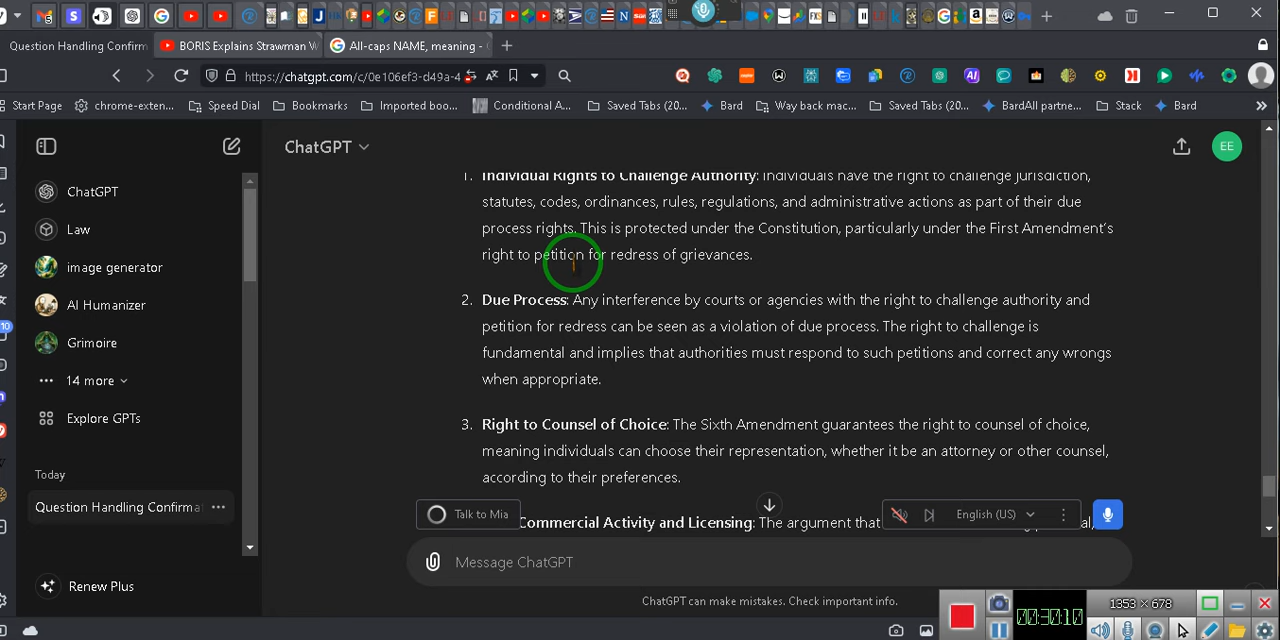 Question Handling Confirm
BORIS Explains Strawman W
All-caps NAME, meaning -
https://chatgpt.com/c/0e106ef3-d49a-4
Start Page
chrome-exten...
Speed Dial
Bookmarks
Imported boo...
Conditional A...
Saved Tabs (20...
Bard
Way back mach...
Saved Tabs (20...
BardAll partne...
Stack
Bard
ChatGPT
EE
ChatGPT
Law
image generator
AI Humanizer
Grimoire
14 more
Explore GPTs
Today
Question Handling Confirma
Renew Plus
1. Individual Rights to Challenge Authority: Individuals have the right to challenge jurisdiction,
statutes, codes, ordinances, rules, regulations, and administrative actions as part of their due
process rights. This is protected under the Constitution, particularly under the First Amendment's
right to petition for redress of grievances.
2. Due Process: Any interference by courts or agencies with the right to challenge authority and
petition for redress can be seen as a violation of due process. The right to challenge is
fundamental and implies that authorities must respond to such petitions and correct any wrongs
when appropriate.
3. Right to Counsel of Choice: The Sixth Amendment guarantees the right to counsel of choice,
meaning individuals can choose their representation, whether it be an attorney or other counsel,
according to their preferences.
Commercial Activity and Licensing: The argument that
Talk to Mia
English (US)
Message ChatGPT
ChatGPT can make mistakes. Check important info.
1353 × 678
00:30:10